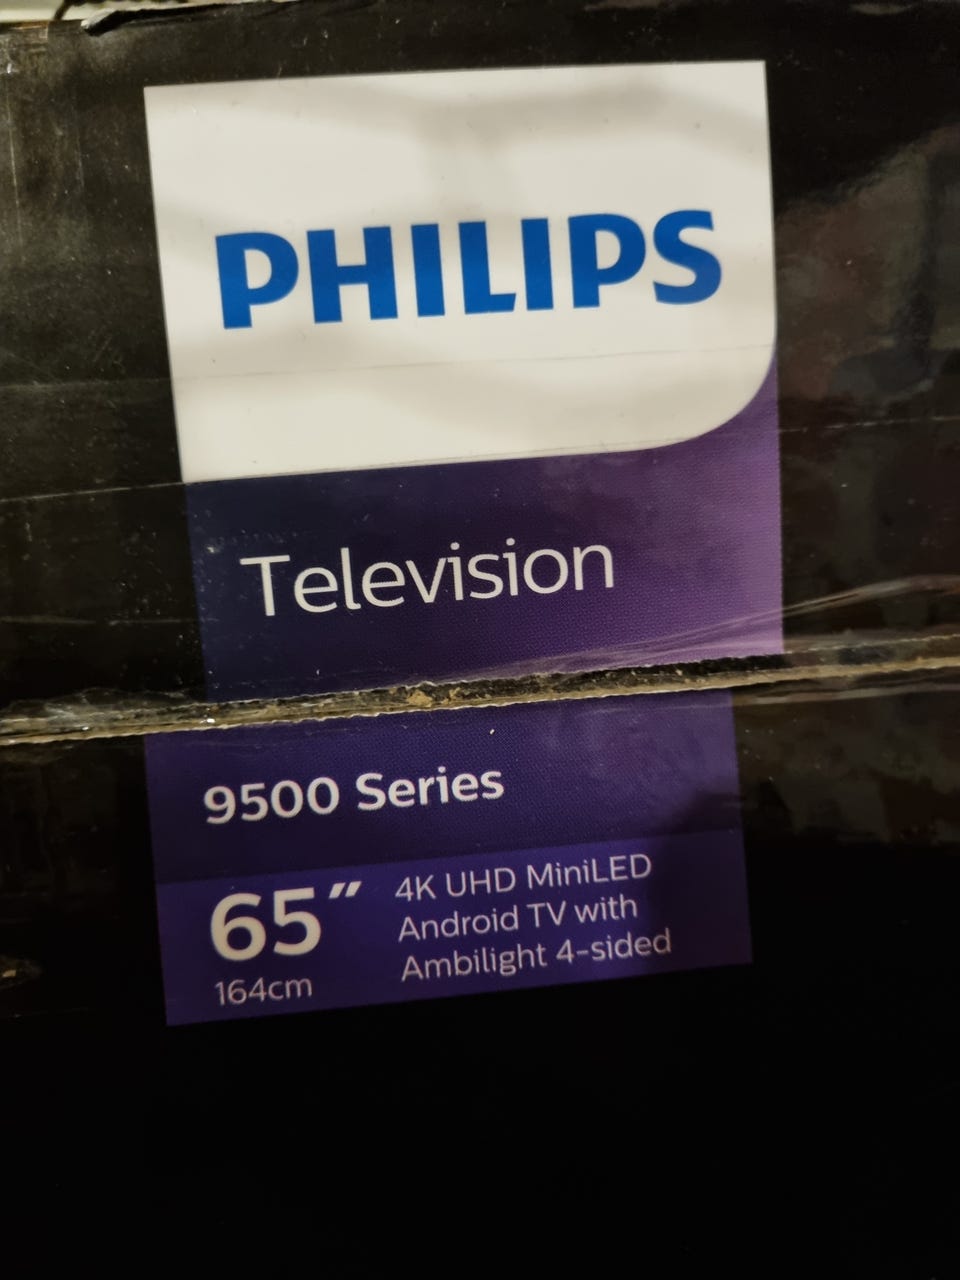 PHILIPS
Television
9500 Series
65"
164cm
4K UHD MiniLED
Android TV with
Ambilight 4-sided